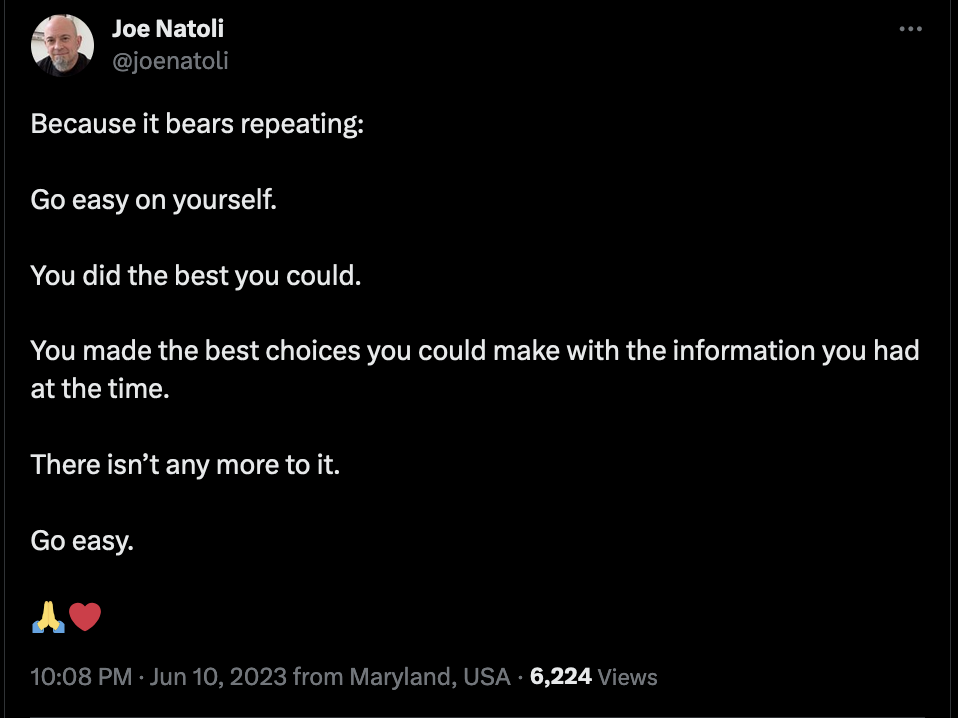 Joe Natoli
@joenatoli
Because it bears repeating:
Go easy on yourself.
You did the best you could.
You made the best choices you could make with the information you had
at the time.
There isn’t any more to it.
Go easy.
🙏❤️
10:08 PM · Jun 10, 2023 from Maryland, USA · 6,224 Views